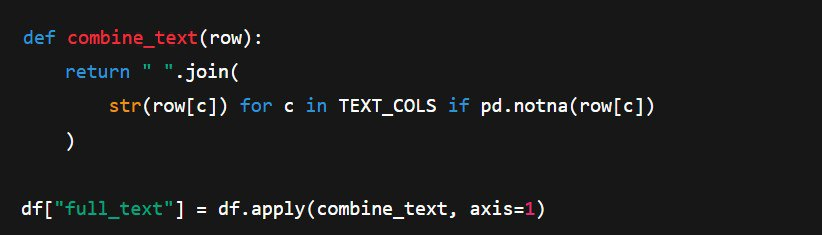 def combine_text(row):
    return " ".join(
        str(row[c]) for c in TEXT_COLS if pd.notna(row[c])
    )
df["full_text"] = df.apply(combine_text, axis=1)